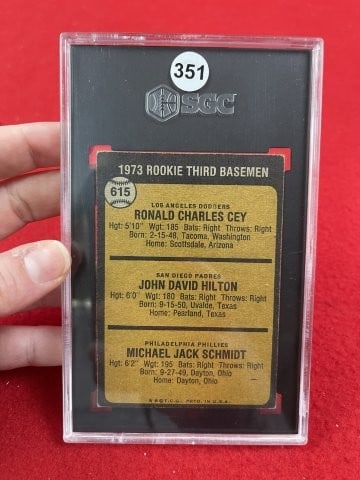 351
SGC
1973 ROOKIE THIRD BASEMEN
615
LOS ANGELES DODGERS
RONALD CHARLES CEY
Hgt: 5'10" Wgt: 185 Bats: Right Throws: Right
Born: 2-15-48, Tacoma, Washington
Home: Scottsdale, Arizona
SAN DIEGO PADRES
JOHN DAVID HILTON
Hgt: 6'0" Wgt: 180 Bats: Right Throws: Right
Born: 9-15-50, Uvalde, Texas
Home: Pearland, Texas
PHILADELPHIA PHILLIES
MICHAEL JACK SCHMIDT
Hgt: 6'2" Wgt: 195 Bats: Right Throws: Right
Born: 9-27-49, Dayton, Ohio
Home: Dayton, Ohio
T.C.G. PRTD. IN U.S.A.